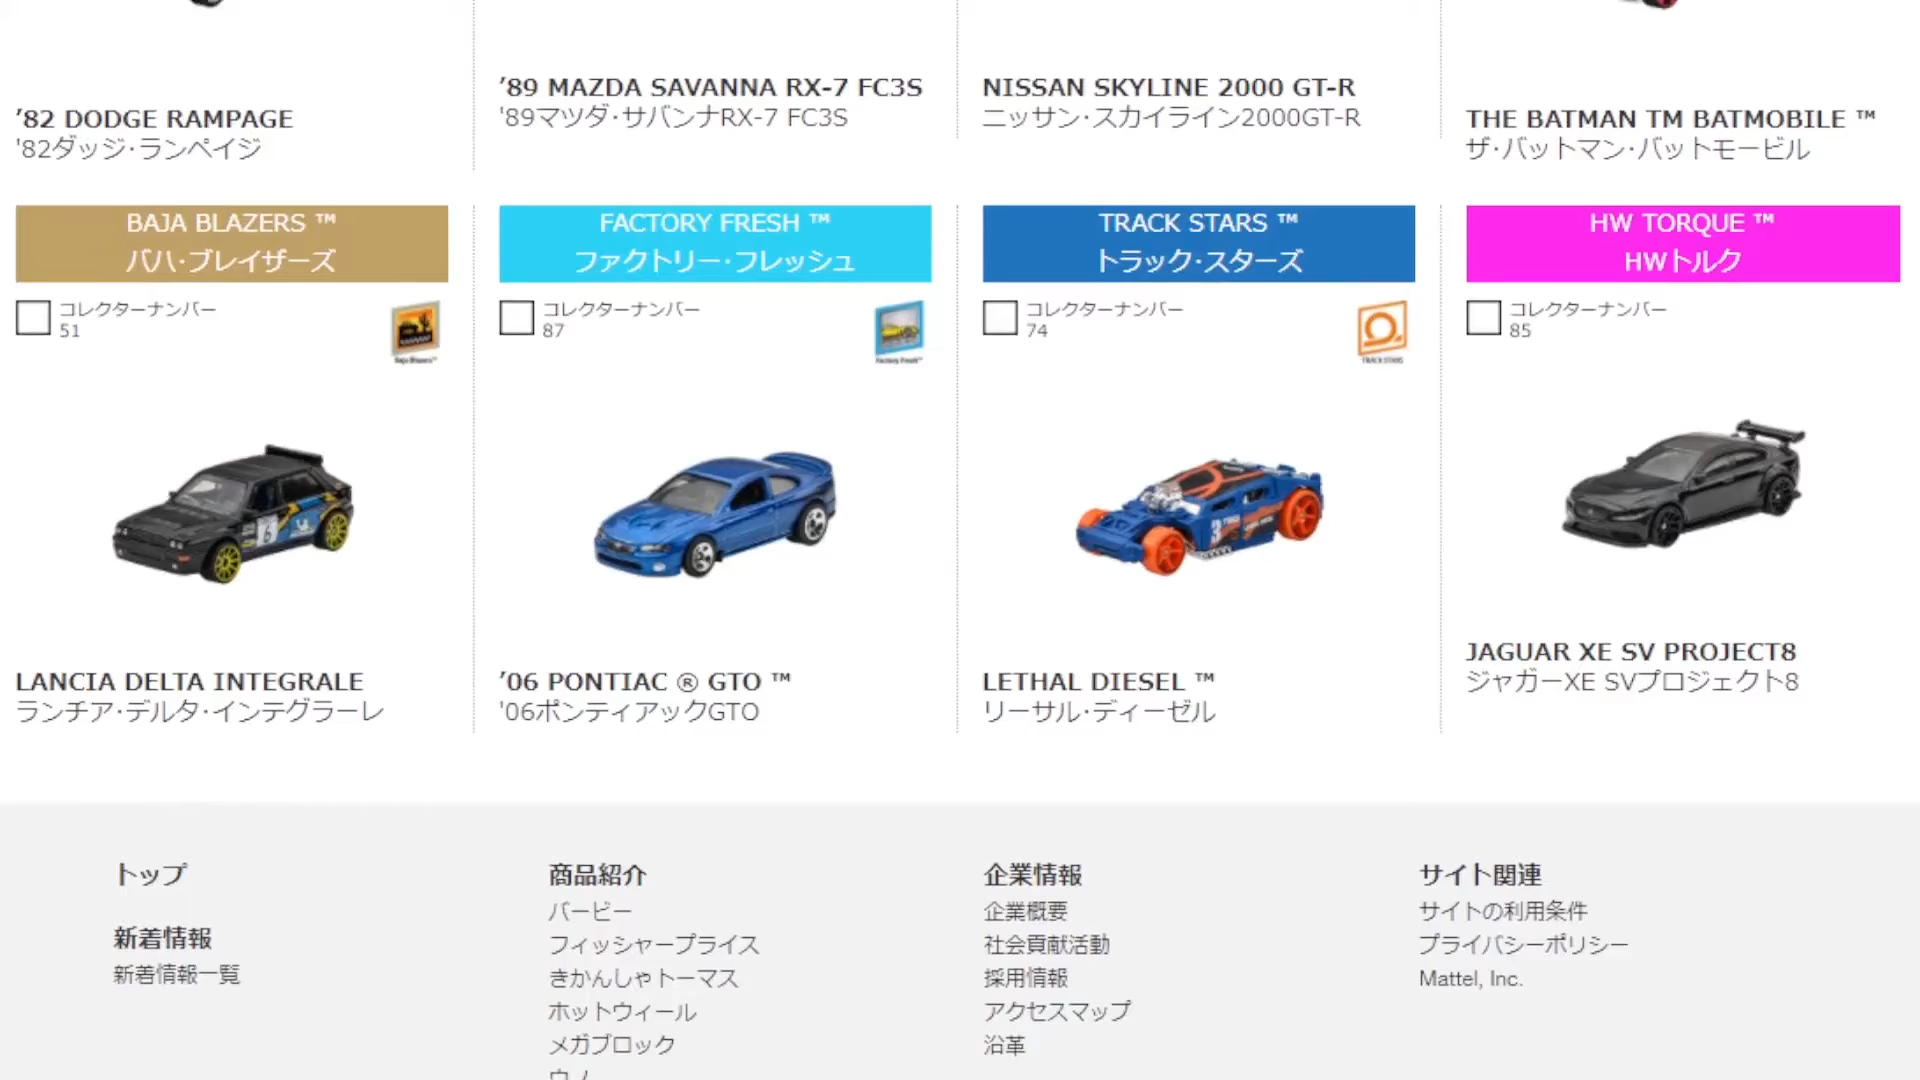 ’82 DODGE RAMPAGE
'82ダッジ･ランペイジ
’89 MAZDA SAVANNA RX-7 FC3S
'89マツダ･サバンナRX-7 FC3S
NISSAN SKYLINE 2000 GT-R
ニッサン･スカイライン2000GT-R
THE BATMAN TM BATMOBILE ™
ザ･バットマン･バットモービル
BAJA BLAZERS ™
バハ･ブレイザーズ
コレクターナンバー
51
Baja Blazers™
LANCIA DELTA INTEGRALE
ランチア･デルタ･インテグラーレ
FACTORY FRESH ™
ファクトリー･フレッシュ
コレクターナンバー
87
Factory Fresh™
’06 PONTIAC ® GTO ™
'06ポンティアックGTO
TRACK STARS ™
トラック･スターズ
コレクターナンバー
74
TRACK STARS
LETHAL DIESEL ™
リーサル･ディーゼル
HW TORQUE ™
HWトルク
コレクターナンバー
85
JAGUAR XE SV PROJECT8
ジャガーXE SVプロジェクト8
トップ
新着情報
新着情報一覧
商品紹介
バービー
フィッシャープライス
きかんしゃトーマス
ホットウィール
メガブロック
ウノ
企業情報
企業概要
社会貢献活動
採用情報
アクセスマップ
沿革
サイト関連
サイトの利用条件
プライバシーポリシー
Mattel, Inc.